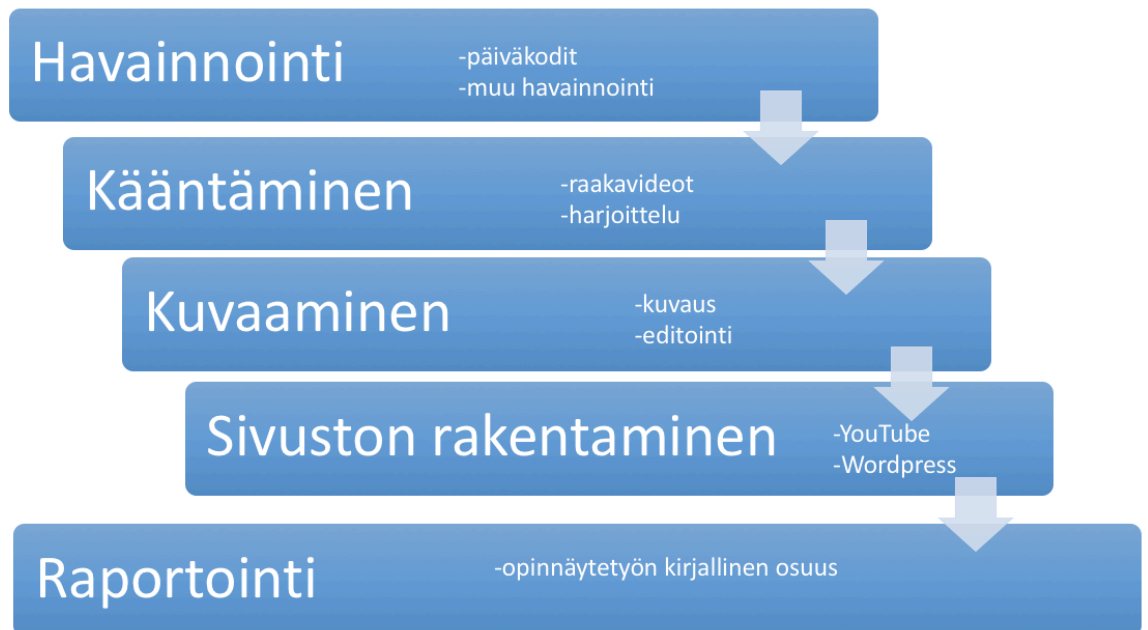 Havainnointi
-päiväkodit
-muu havainnointi
Kääntäminen
-raakavideot
-harjoittelu
Kuvaaminen
-kuvaus
-editointi
Sivuston rakentaminen
-YouTube
-Wordpress
Raportointi
-opinnäytetyön kirjallinen osuus